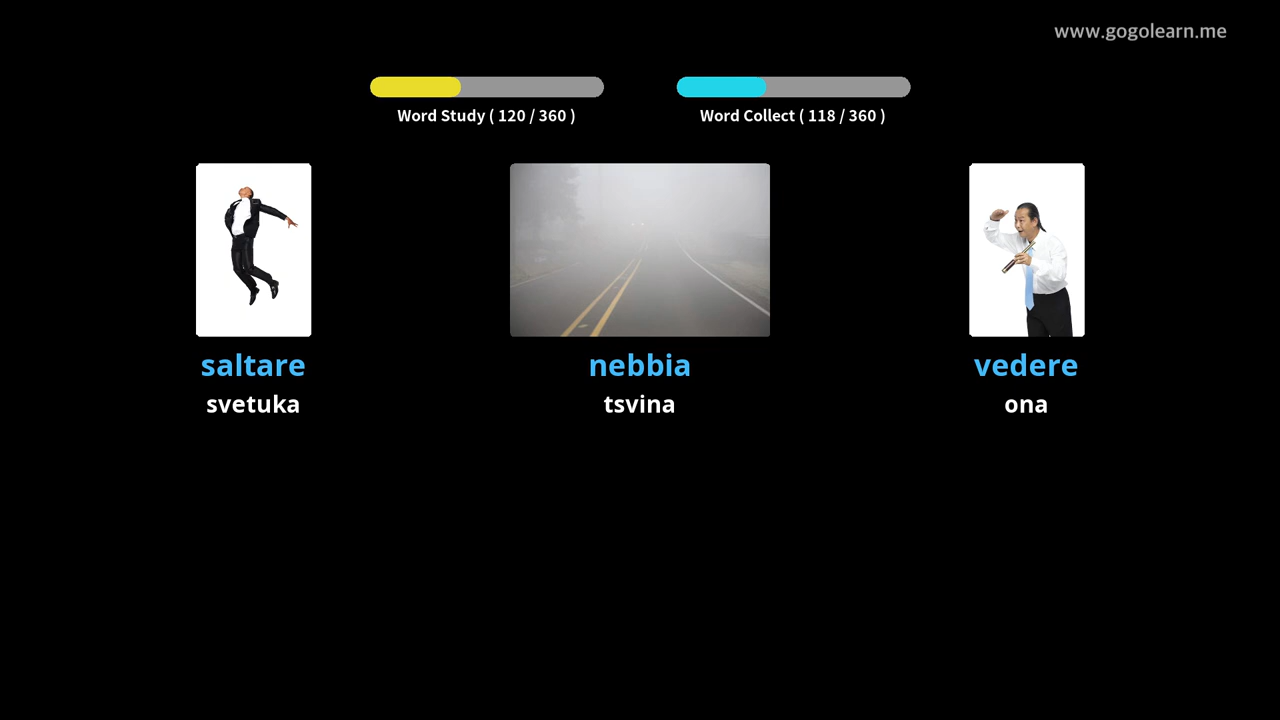 www.gogolearn.me
Word Study ( 120 / 360 )
Word Collect ( 118 / 360 )
saltare
svetuka
nebbia
tsvina
vedere
ona